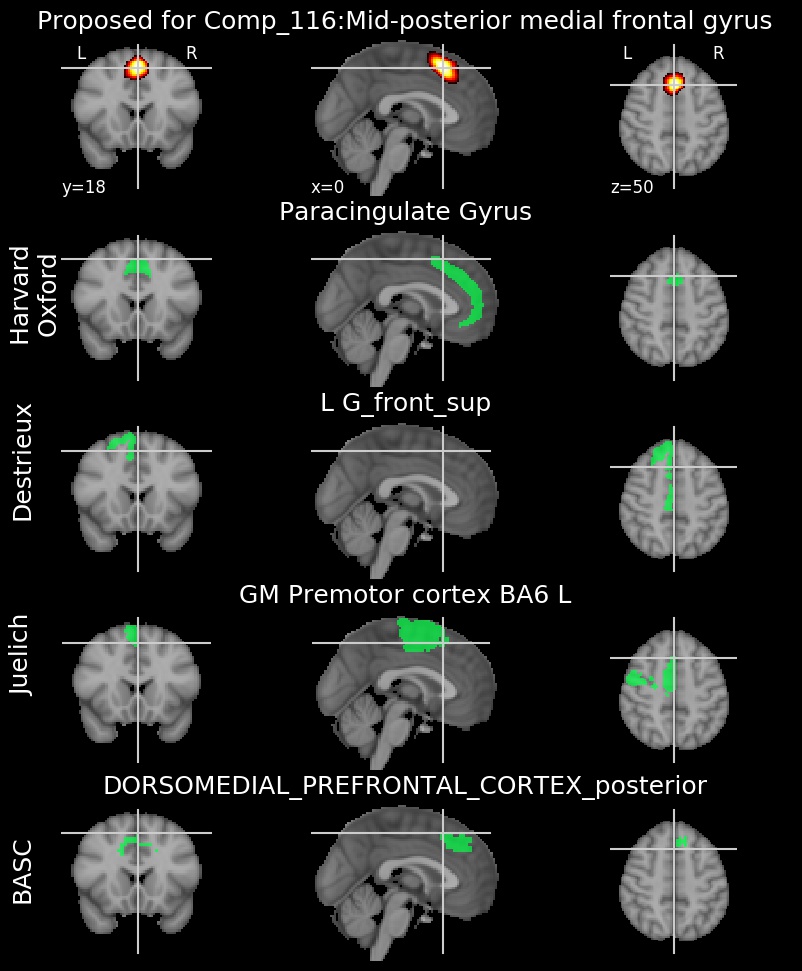 Proposed for Comp_116:Mid-posterior medial frontal gyrus
L R L R
y=18 x=0 z=50
Paracingulate Gyrus
Harvard
Oxford
L G_front_sup
Destrieux
GM Premotor cortex BA6 L
Juelich
DORSOMEDIAL_PREFRONTAL_CORTEX_posterior
BASC